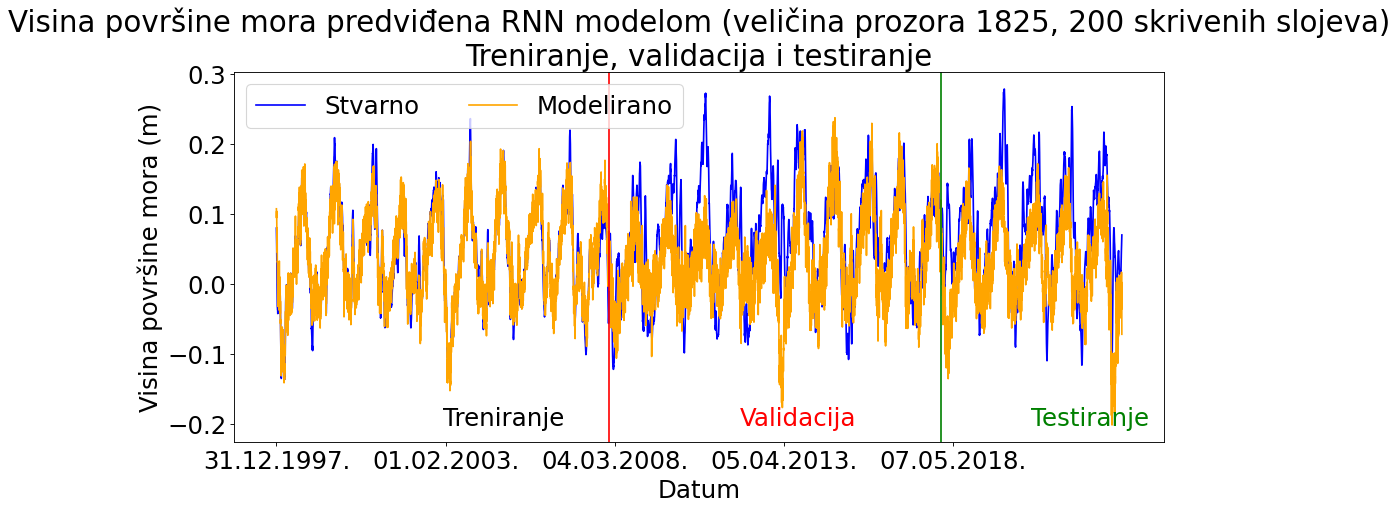 Visina površine mora predviđena RNN modelom (veličina prozora 1825, 200 skrivenih slojeva)
Treniranje, validacija i testiranje
Visina površine mora (m)
0.3
0.2
0.1
0.0
−0.1
−0.2
Stvarno
Modelirano
Treniranje
Validacija
Testiranje
31.12.1997.
01.02.2003.
04.03.2008.
05.04.2013.
07.05.2018.
Datum